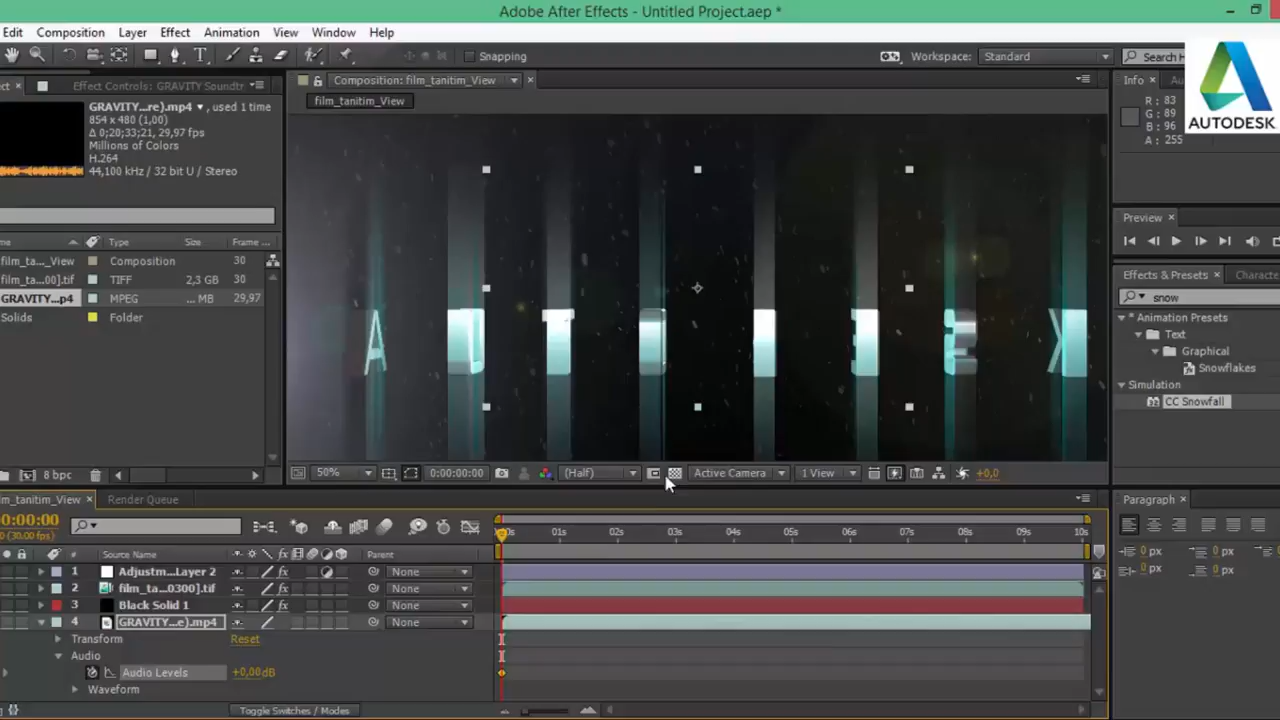 Adobe After Effects - Untitled Project.aep *
Edit Composition Layer Effect Animation View Window Help
Snapping
Workspace: Standard
Search H
AUTODESK
Effect Controls: GRAVITY Soundtr
GRAVITY...re).mp4 , used 1 time
854 x 480 (1,00)
Δ 0;20;33;21, 29,97 fps
Millions of Colors
H.264
44,100 kHz / 32 bit U / Stereo
Type Size Frame ...
film_ta..._View Composition 30
film_ta...00].tif TIFF 2,3 GB 30
GRAVITY...p4 MPEG ... MB 29,97
Solids Folder
8 bpc
Composition: film_tanitim_View
film_tanitim_View
A
E
50% 0:00:00:00 (Half) Active Camera 1 View +0,0
Info
R : 83
G : 89
B : 96
A : 255
Preview
Effects & Presets Characte
snow
* Animation Presets
Text
Graphical
Snowflakes
Simulation
CC Snowfall
m_tanitim_View Render Queue
0:00:00
0 (30.00 fps)
# Source Name Parent
01s 02s 03s 04s 05s 06s 07s 08s 09s 10s
1 Adjustm...Layer 2 None
2 film_ta...0300].tif None
3 Black Solid 1 None
4 GRAVITY...e).mp4 None
Transform Reset
Audio
Audio Levels +0,00dB
Waveform
Toggle Switches / Modes
Paragraph
0 px 0 px
0 px 0 px